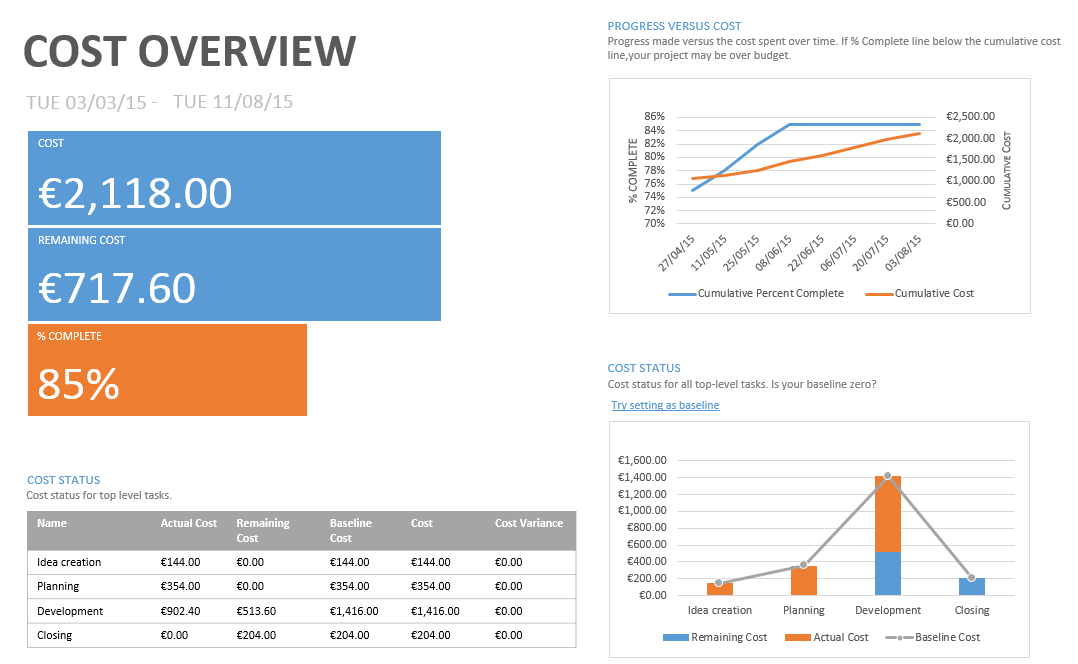 COST OVERVIEW
TUE 03/03/15 - TUE 11/08/15
COST
€2,118.00
REMAINING COST
€717.60
% COMPLETE
85%
COST STATUS
Cost status for top level tasks.
Name Actual Cost Remaining Cost Baseline Cost Cost Cost Variance
Idea creation €144.00 €0.00 €144.00 €144.00 €0.00
Planning €354.00 €0.00 €354.00 €354.00 €0.00
Development €902.40 €513.60 €1,416.00 €1,416.00 €0.00
Closing €0.00 €204.00 €204.00 €204.00 €0.00
PROGRESS VERSUS COST
Progress made versus the cost spent over time. If % Complete line below the cumulative cost
line,your project may be over budget.
% COMPLETE
86%
84%
82%
80%
78%
76%
74%
72%
70%
€2,500.00
€2,000.00
€1,500.00
€1,000.00
€500.00
€0.00
CUMULATIVE COST
27/04/15 11/05/15 25/05/15 08/06/15 22/06/15 06/07/15 20/07/15 03/08/15
Cumulative Percent Complete Cumulative Cost
COST STATUS
Cost status for all top-level tasks. Is your baseline zero?
Try setting as baseline
€1,600.00
€1,400.00
€1,200.00
€1,000.00
€800.00
€600.00
€400.00
€200.00
€0.00
Idea creation Planning Development Closing
Remaining Cost Actual Cost Baseline Cost